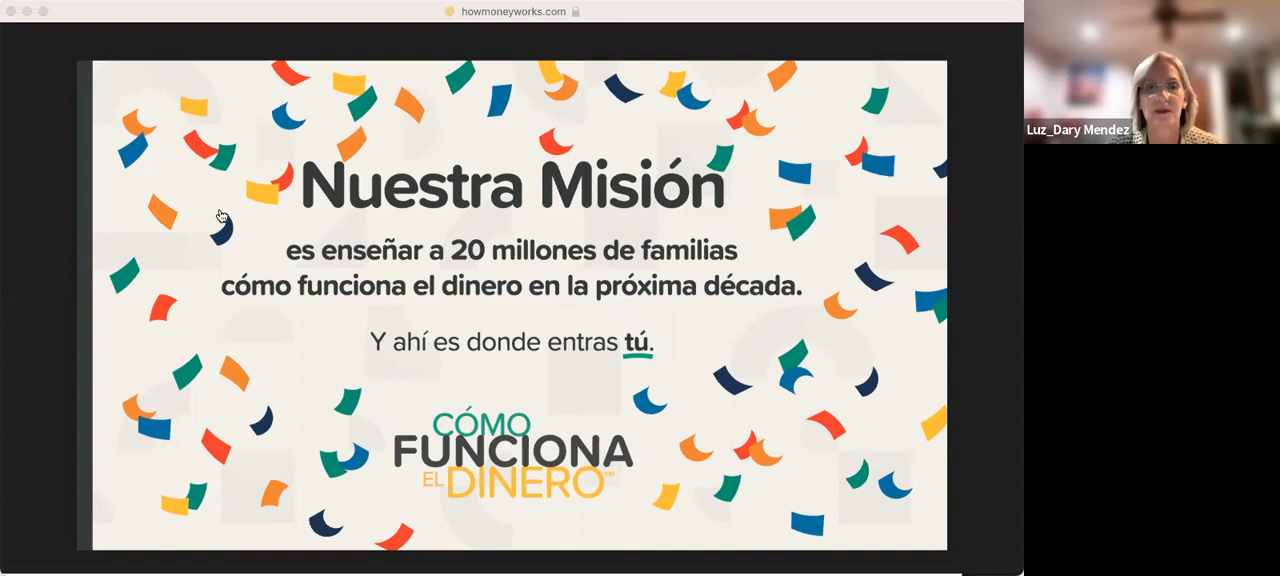 howmoneyworks.com
Nuestra Misión
es enseñar a 20 millones de familias
cómo funciona el dinero en la próxima década.
Y ahí es donde entras tú.
CÓMO
FUNCIONA
EL DINERO™
Luz_Dary Mendez